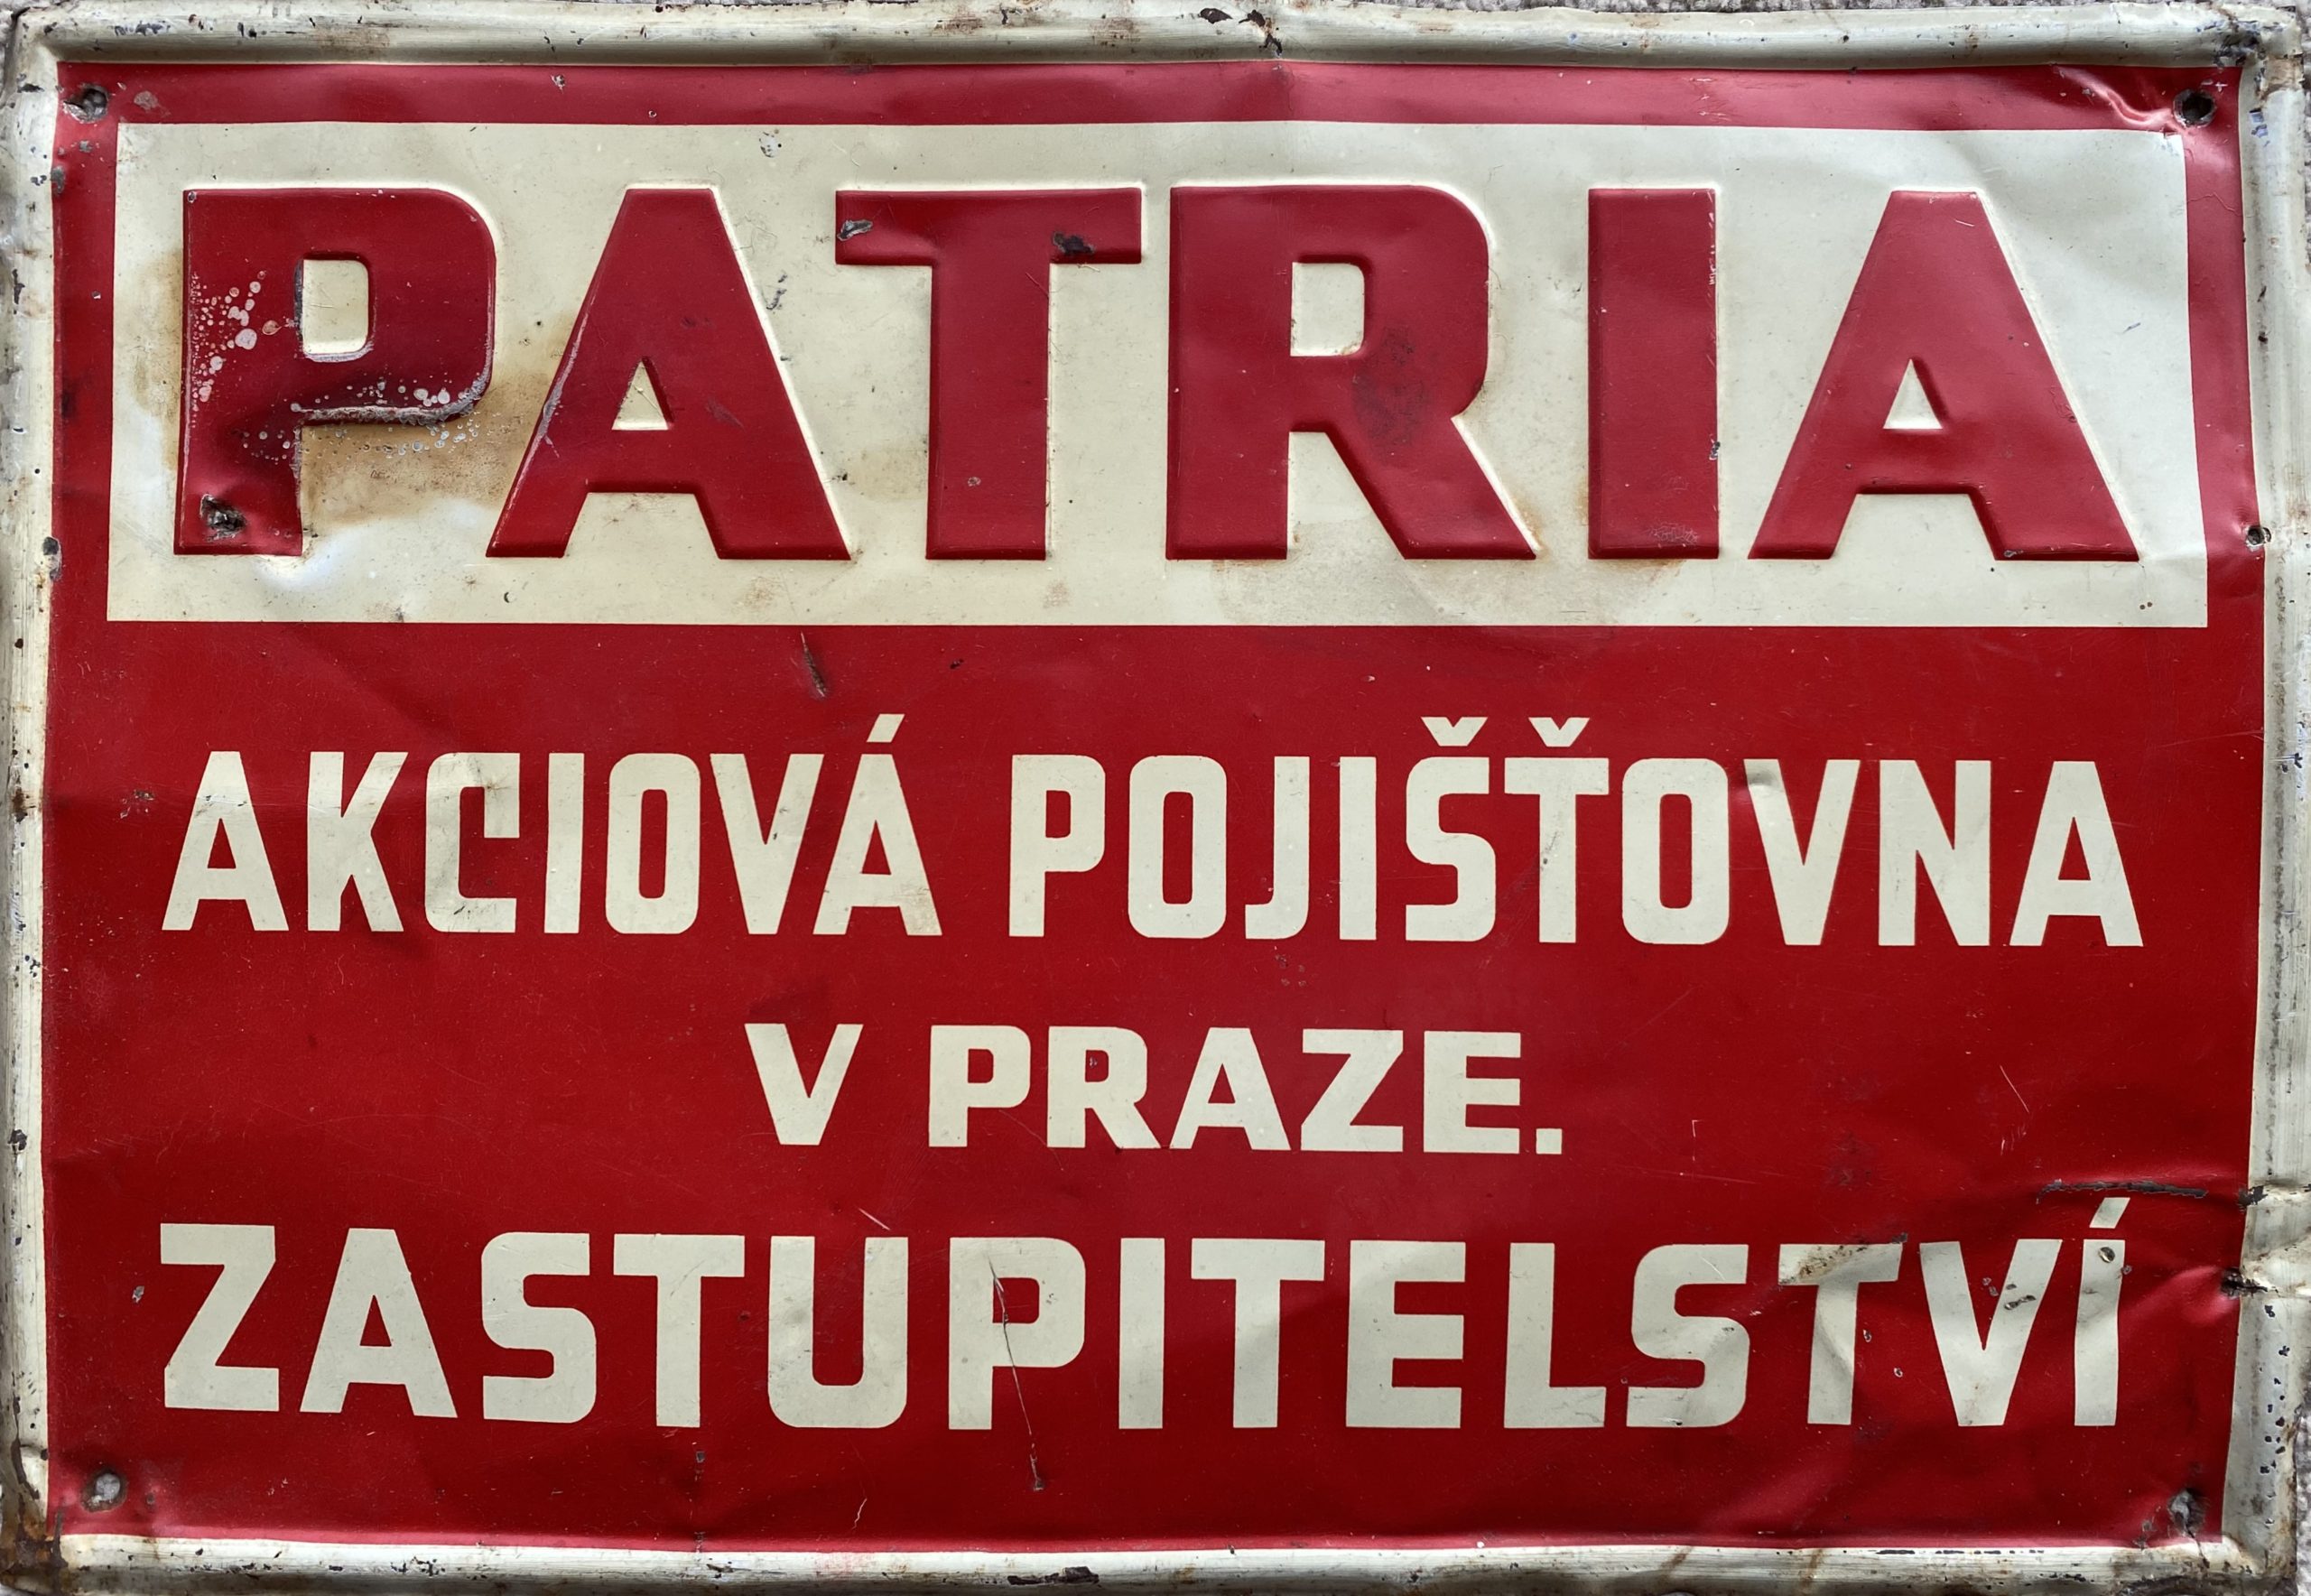 PATRIA
AKCIOVÁ POJIŠŤOVNA
V PRAZE.
ZASTUPITELSTVÍ